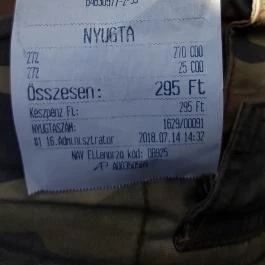 NYUGTA
272 270 C00
272 25 C00
Összesen: 295 Ft
Készpénz Ft: 295 Ft
NYUGTASZÁM: 1629/00091
#1 16.Adminisztrátor 2018.07.14 14:32
NAV Ellenőrző kód: DB925